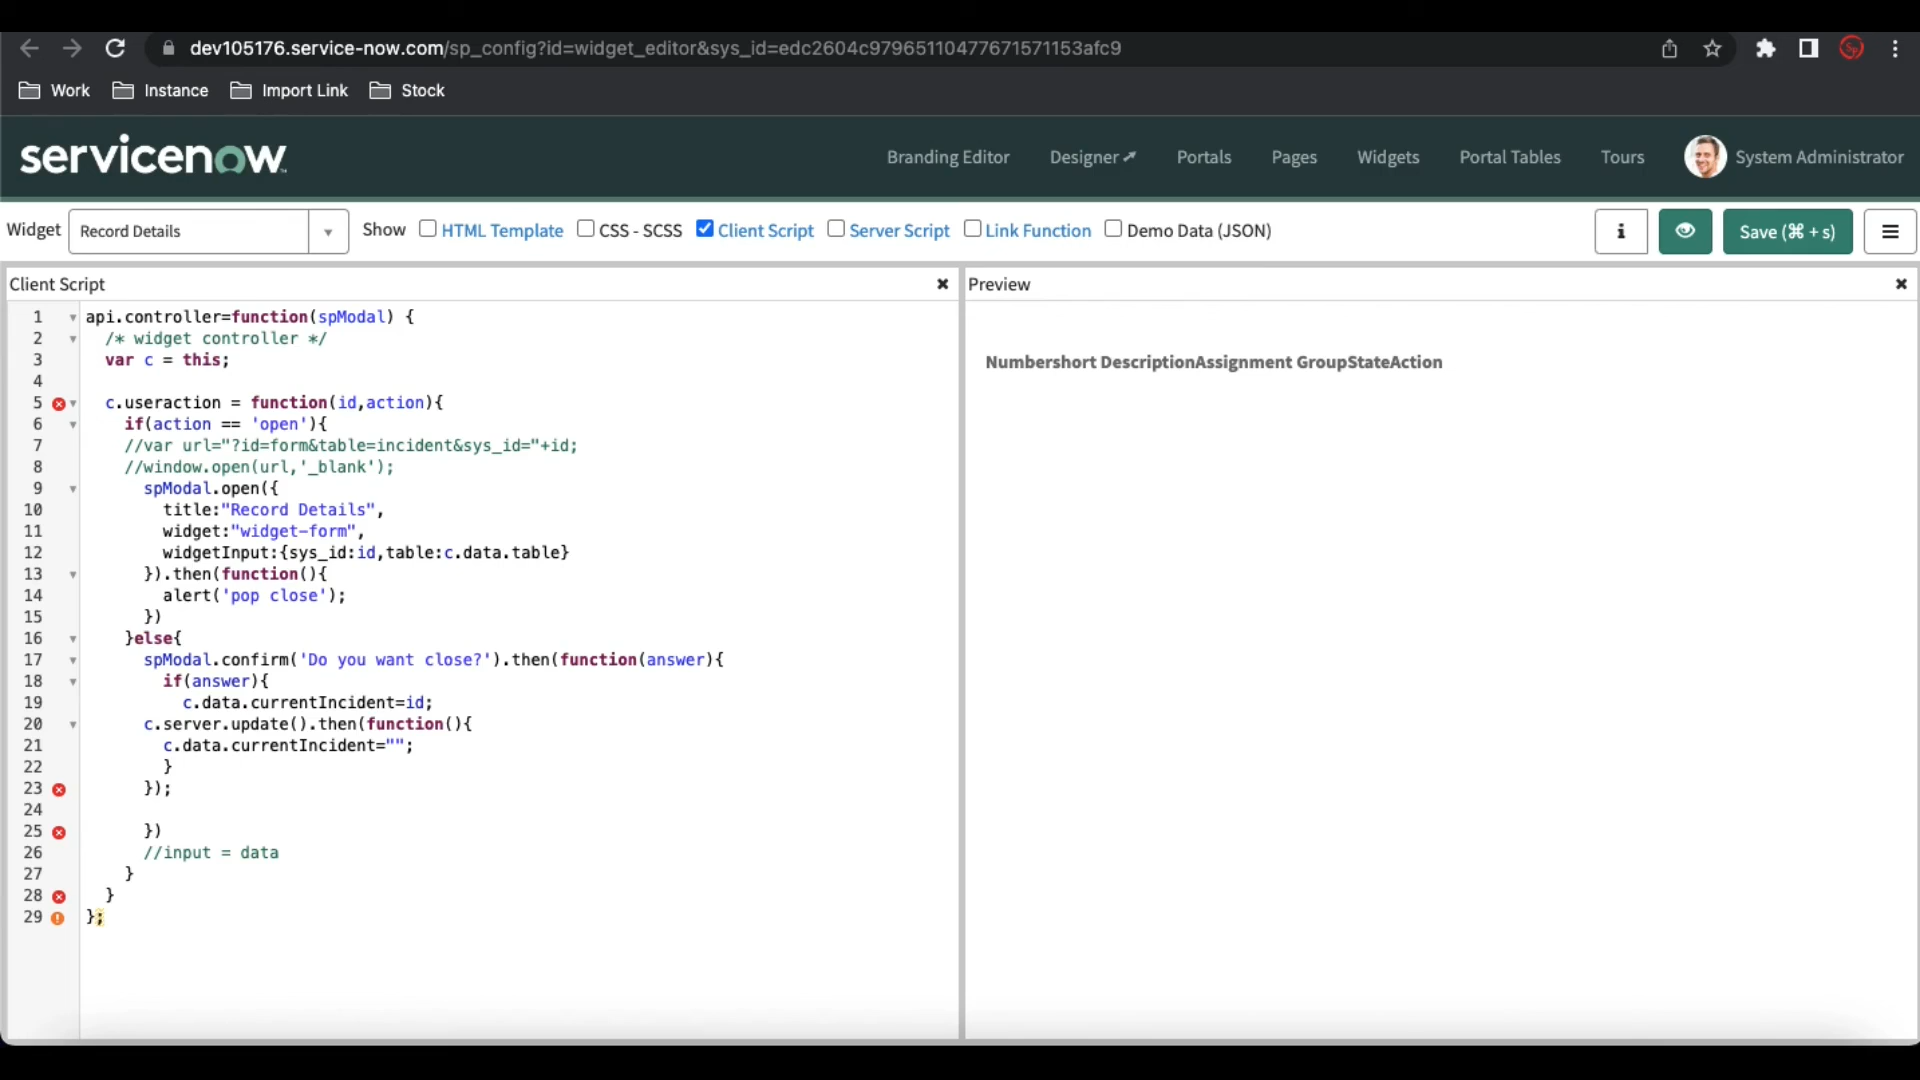 dev105176.service-now.com/sp_config?id=widget_editor&sys_id=edc2604c97965110477671571153afc9
Sp
Work Instance Import Link Stock
servicenow
Branding Editor Designer Portals Pages Widgets Portal Tables Tours System Administrator
Widget Record Details Show HTML Template CSS - SCSS Client Script Server Script Link Function Demo Data (JSON) i Save (⌘ + s)
Client Script
1 api.controller=function(spModal) {
2 /* widget controller */
3 var c = this;
4
5 c.useraction = function(id,action){
6 if(action == 'open'){
7 //var url="?id=form&table=incident&sys_id="+id;
8 //window.open(url,'_blank');
9 spModal.open({
10 title:"Record Details",
11 widget:"widget-form",
12 widgetInput:{sys_id:id,table:c.data.table}
13 }).then(function(){
14 alert('pop close');
15 })
16 }else{
17 spModal.confirm('Do you want close?').then(function(answer){
18 if(answer){
19 c.data.currentIncident=id;
20 c.server.update().then(function(){
21 c.data.currentIncident="";
22 }
23 });
24
25 })
26 //input = data
27 }
28 }
29 };
Preview
Numbershort DescriptionAssignment GroupStateAction